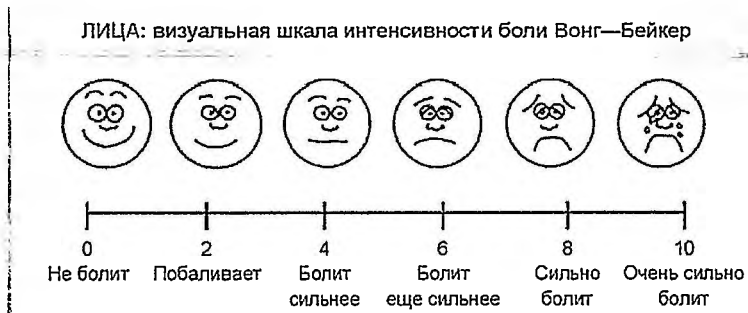 ЛИЦА: визуальная шкала интенсивности боли Вонг—Бейкер
0 2 4 6 8 10
Не болит Побаливает Болит Болит Сильно Очень сильно
сильнее еще сильнее болит болит